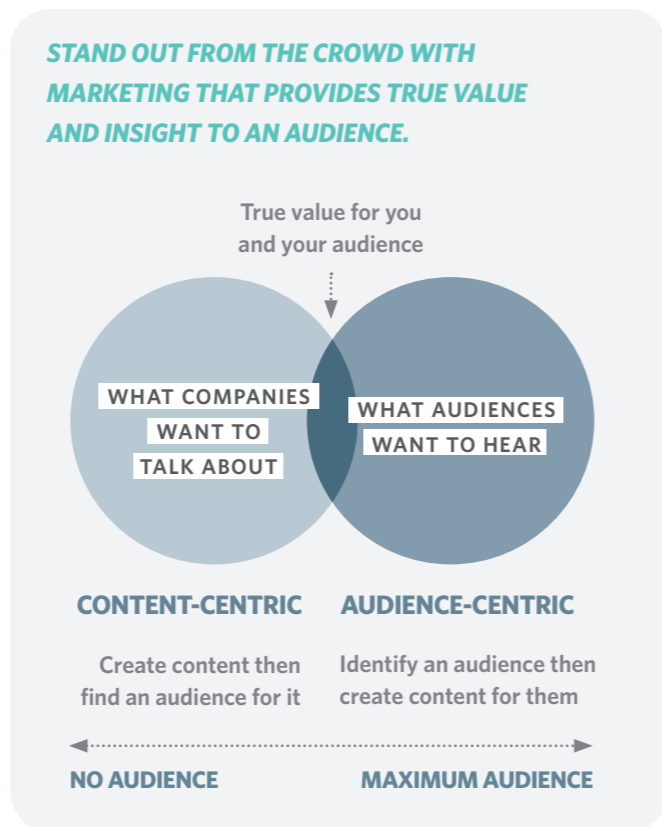 STAND OUT FROM THE CROWD WITH
MARKETING THAT PROVIDES TRUE VALUE
AND INSIGHT TO AN AUDIENCE.
True value for you
and your audience
WHAT COMPANIES
WANT TO
TALK ABOUT
WHAT AUDIENCES
WANT TO HEAR
CONTENT-CENTRIC
Create content then
find an audience for it
AUDIENCE-CENTRIC
Identify an audience then
create content for them
NO AUDIENCE
MAXIMUM AUDIENCE